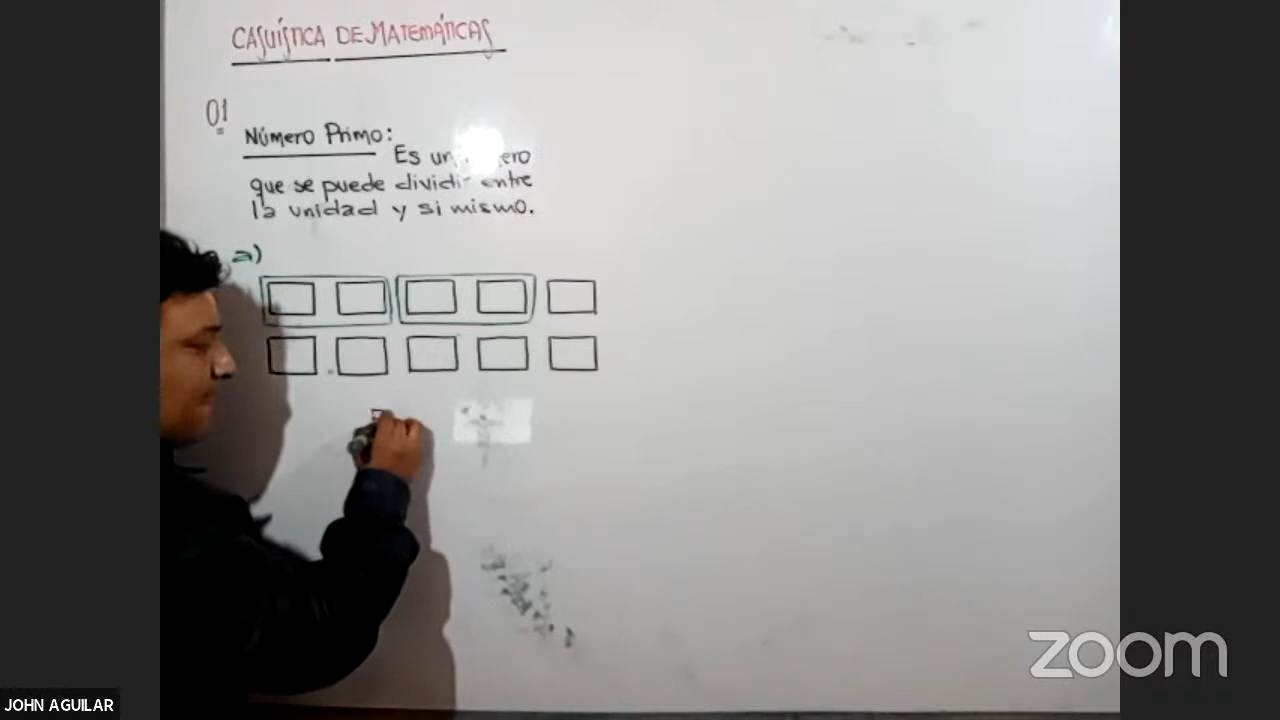 CASUÍSTICA DE MATEMÁTICAS
01
Número Primo:
Es un
que se puede dividir entre
la unidad y si mismo.
a)
zoom
JOHN AGUILAR